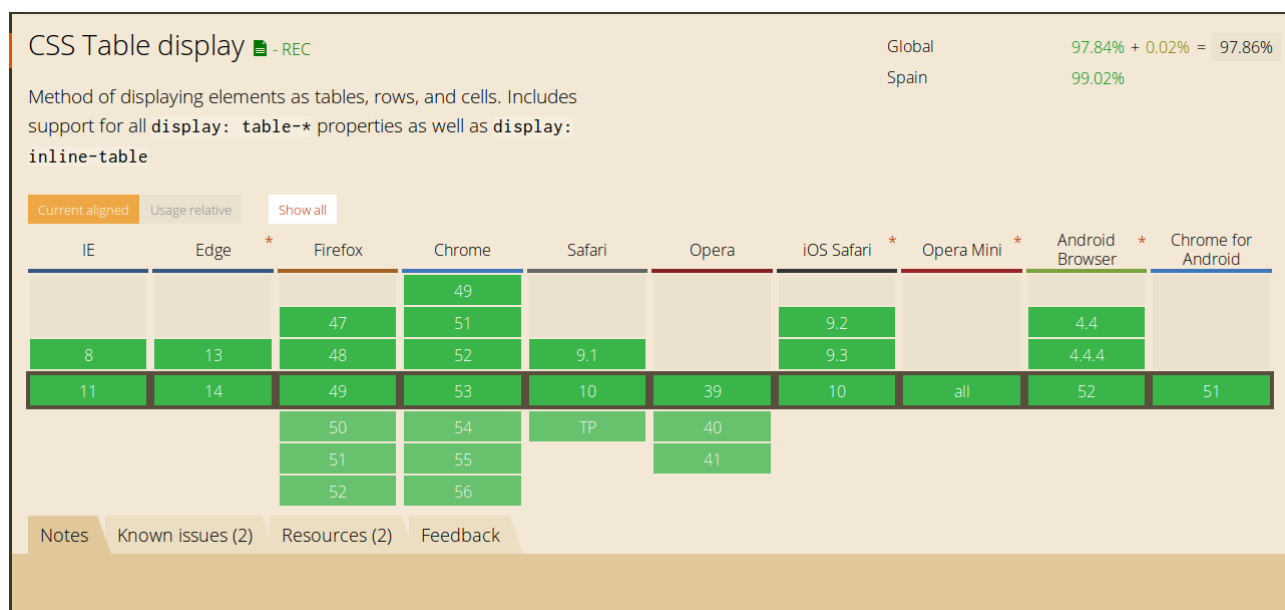 CSS Table display - REC
Global 97.84% + 0.02% = 97.86%
Spain 99.02%
Method of displaying elements as tables, rows, and cells. Includes
support for all display: table-* properties as well as display:
inline-table
Current aligned Usage relative Show all
IE Edge * Firefox Chrome Safari Opera iOS Safari * Opera Mini * Android Browser * Chrome for Android
49
47 51 9.2 4.4
8 13 48 52 9.1 9.3 4.4.4
11 14 49 53 10 39 10 all 52 51
50 54 TP 40
51 55 41
52 56
Notes Known issues (2) Resources (2) Feedback